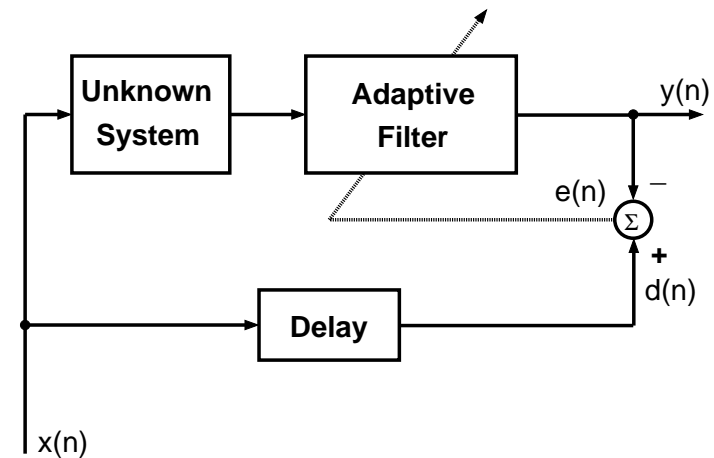 Unknown
System
Adaptive
Filter
y(n)
e(n)
−
Σ
+
d(n)
Delay
x(n)